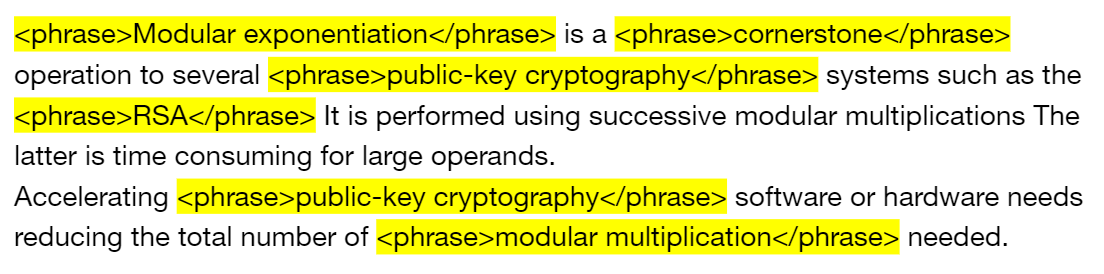 <phrase>Modular exponentiation</phrase> is a <phrase>cornerstone</phrase>
operation to several <phrase>public-key cryptography</phrase> systems such as the
<phrase>RSA</phrase> It is performed using successive modular multiplications The
latter is time consuming for large operands.
Accelerating <phrase>public-key cryptography</phrase> software or hardware needs
reducing the total number of <phrase>modular multiplication</phrase> needed.